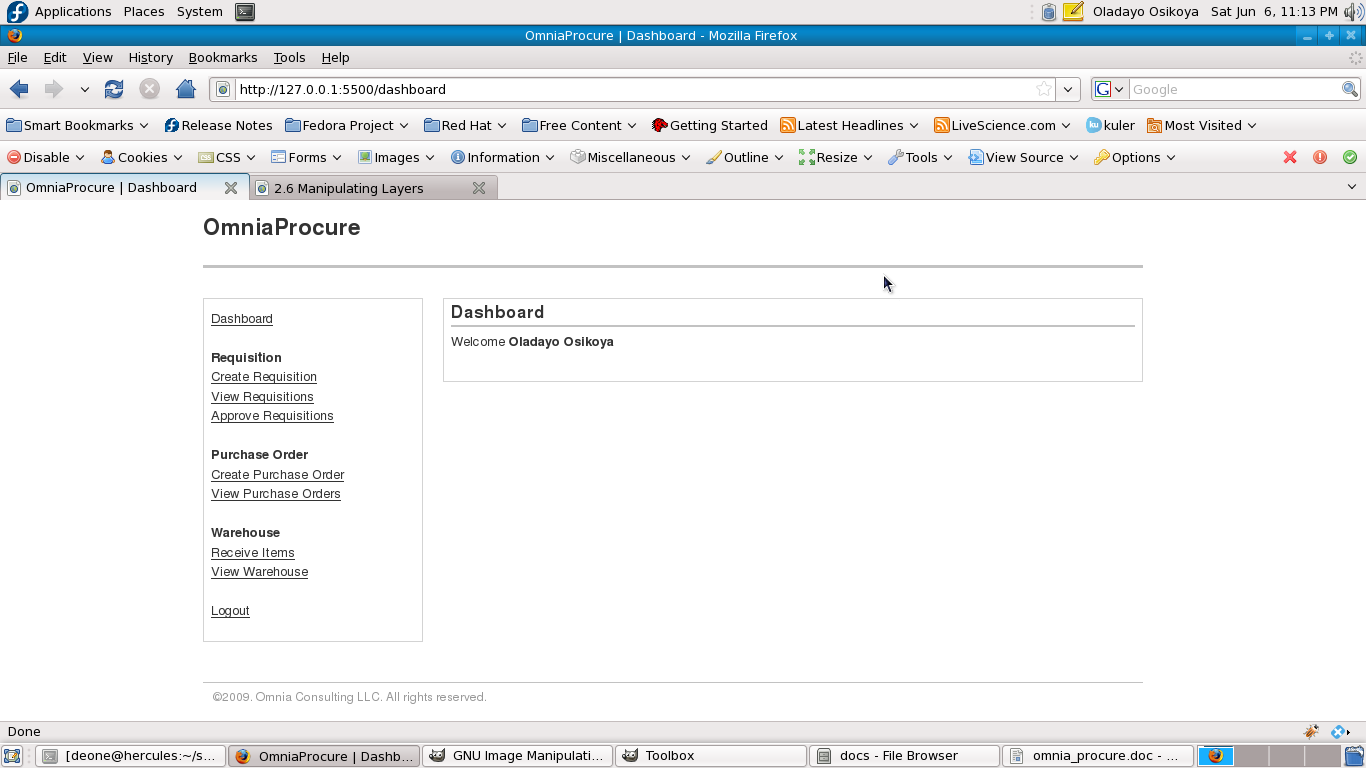 Applications Places System Oladayo Osikoya Sat Jun 6, 11:13 PM
OmniaProcure | Dashboard - Mozilla Firefox
File Edit View History Bookmarks Tools Help
http://127.0.0.1:5500/dashboard G Google
Smart Bookmarks Release Notes Fedora Project Red Hat Free Content Getting Started Latest Headlines LiveScience.com ku kuler Most Visited
Disable Cookies CSS Forms Images Information Miscellaneous Outline Resize Tools View Source Options
OmniaProcure | Dashboard 2.6 Manipulating Layers
OmniaProcure
Dashboard
Welcome Oladayo Osikoya
Dashboard
Requisition
Create Requisition
View Requisitions
Approve Requisitions
Purchase Order
Create Purchase Order
View Purchase Orders
Warehouse
Receive Items
View Warehouse
Logout
©2009. Omnia Consulting LLC. All rights reserved.
Done
[deone@hercules:~/s... OmniaProcure | Dashb... GNU Image Manipulati... Toolbox docs - File Browser omnia_procure.doc - ...